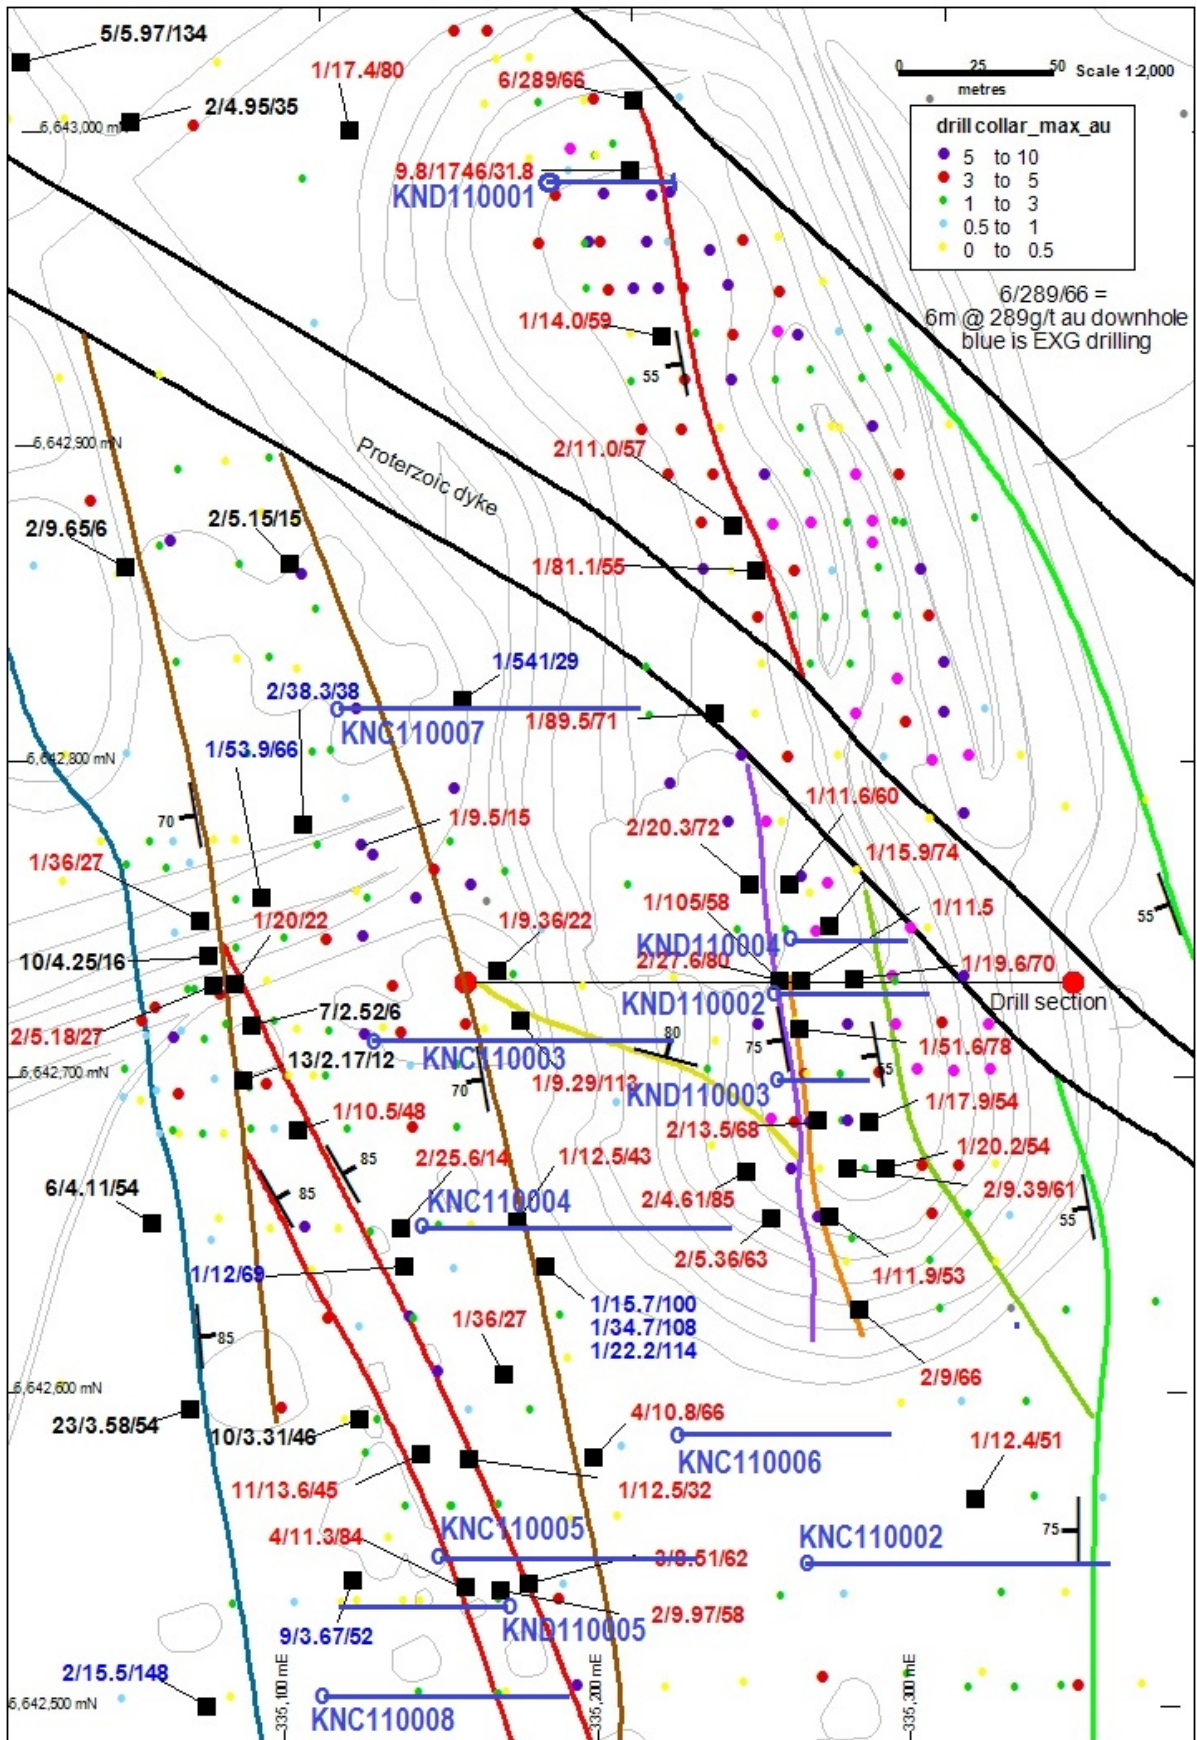 5/5.97/134
1/17.4/80
6/289/66
0 25 50 Scale 1:2,000
metres
2/4.95/35
6,643,000 mN
drill collar_max_au
5 to 10
3 to 5
1 to 3
0.5 to 1
0 to 0.5
9.8/1746/31.8
KND110001
6/289/66 =
6m @ 289g/t au downhole
blue is EXG drilling
1/14.0/59
55
6,642,900 mN
Proterzoic dyke
2/11.0/57
2/9.65/6
2/5.15/15
1/81.1/55
1/541/29
2/38.3/38
1/89.5/71
KNC110007
1/53.9/66
6,642,800 mN
1/11.6/60
70
1/9.5/15
2/20.3/72
1/36/27
1/15.9/74
1/105/58
1/11.5
1/20/22
1/9.36/22
KND110004
10/4.25/16
2/27.6/80
1/19.6/70
55
KND110002
Drill section
7/2.52/6
2/5.18/27
80
75
1/51.6/78
KNC110003
13/2.17/12
55
6,642,700 mN
1/9.29/113
70
KND110003
1/10.5/48
1/17.9/54
2/13.5/68
85
2/25.6/14
1/12.5/43
1/20.2/54
6/4.11/54
85
KNC110004
2/4.61/85
2/9.39/61
55
2/5.36/63
1/12/69
1/11.9/53
1/15.7/100
1/34.7/108
1/22.2/114
1/36/27
85
2/9/66
6,642,600 mN
23/3.58/54
10/3.31/46
4/10.8/66
KNC110006
1/12.4/51
11/13.6/45
1/12.5/32
KNC110005
4/11.3/84
KNC110002
75
3/8.51/62
2/9.97/58
9/3.67/52
KND110005
2/15.5/148
6,642,500 mN
KNC110008
335,100 mE
335,200 mE
335,300 mE